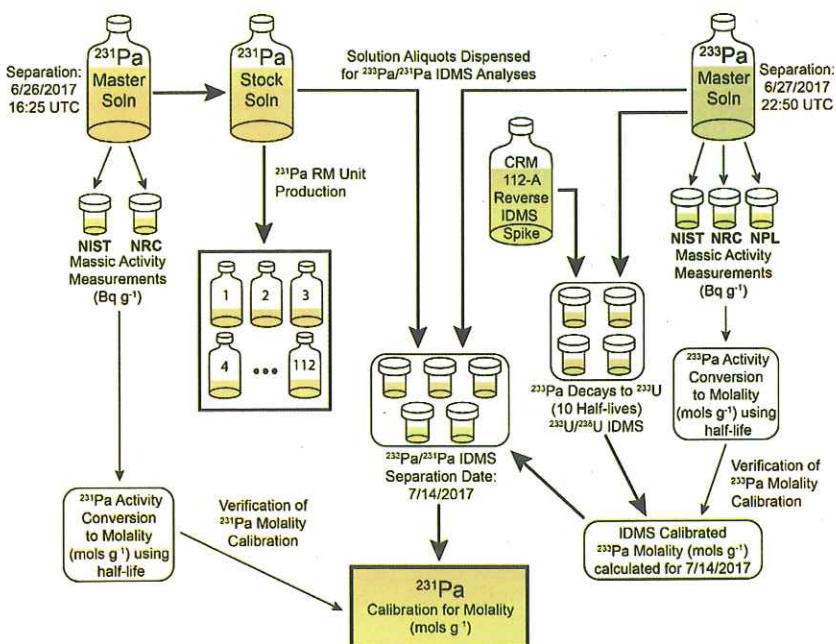 Separation:
6/26/2017
16:25 UTC
²³¹Pa
Master
Soln
²³¹Pa
Stock
Soln
Solution Aliquots Dispensed
for ²³³Pa/²³¹Pa IDMS Analyses
²³³Pa
Master
Soln
Separation:
6/27/2017
22:50 UTC
CRM
112-A
Reverse
IDMS
Spike
²³¹Pa RM Unit
Production
NIST NRC
Massic Activity
Measurements
(Bq g⁻¹)
NIST NRC NPL
Massic Activity
Measurements
(Bq g⁻¹)
1 2 3
4 ••• 112
²³³Pa Decays to ²³³U
(10 Half-lives)
²³³U/²³⁸U IDMS
²³³Pa Activity
Conversion
to Molality
(mols g⁻¹) using
half-life
²³³Pa/²³¹Pa IDMS
Separation Date:
7/14/2017
Verification of
²³³Pa Molality
Calibration
²³¹Pa Activity
Conversion
to Molality
(mols g⁻¹) using
half-life
Verification of
²³¹Pa Molality
Calibration
IDMS Calibrated
²³³Pa Molality (mols g⁻¹)
calculated for 7/14/2017
²³¹Pa
Calibration for Molality
(mols g⁻¹)